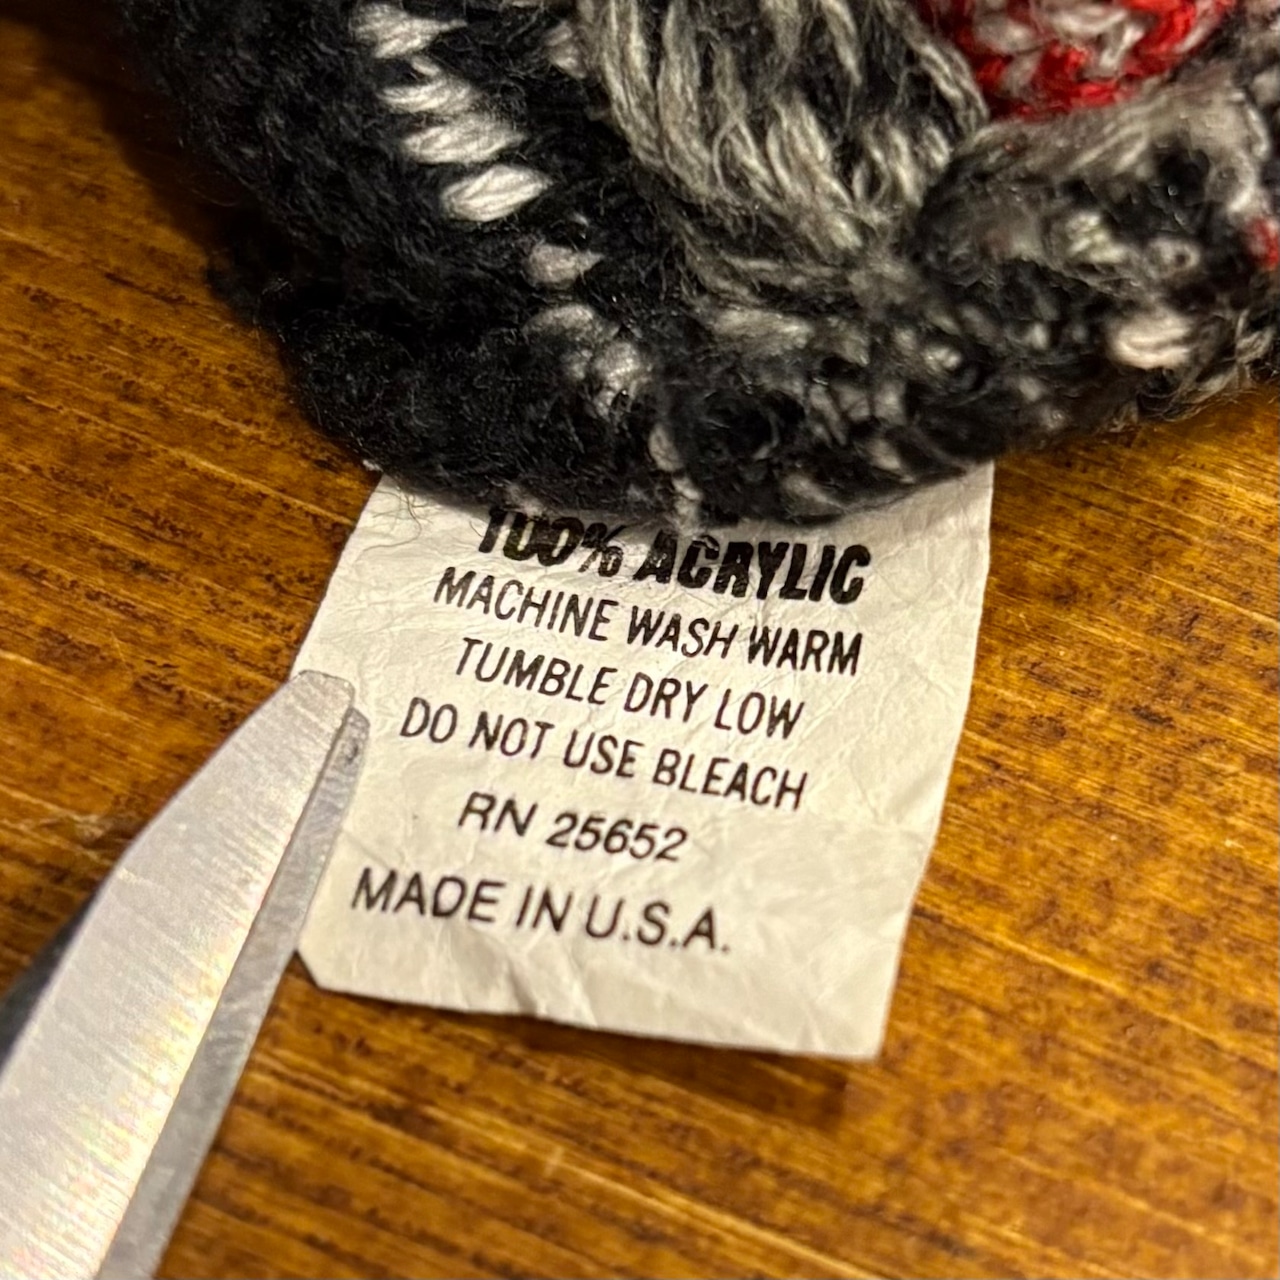 100% ACRYLIC
MACHINE WASH WARM
TUMBLE DRY LOW
DO NOT USE BLEACH
RN 25652
MADE IN U.S.A.